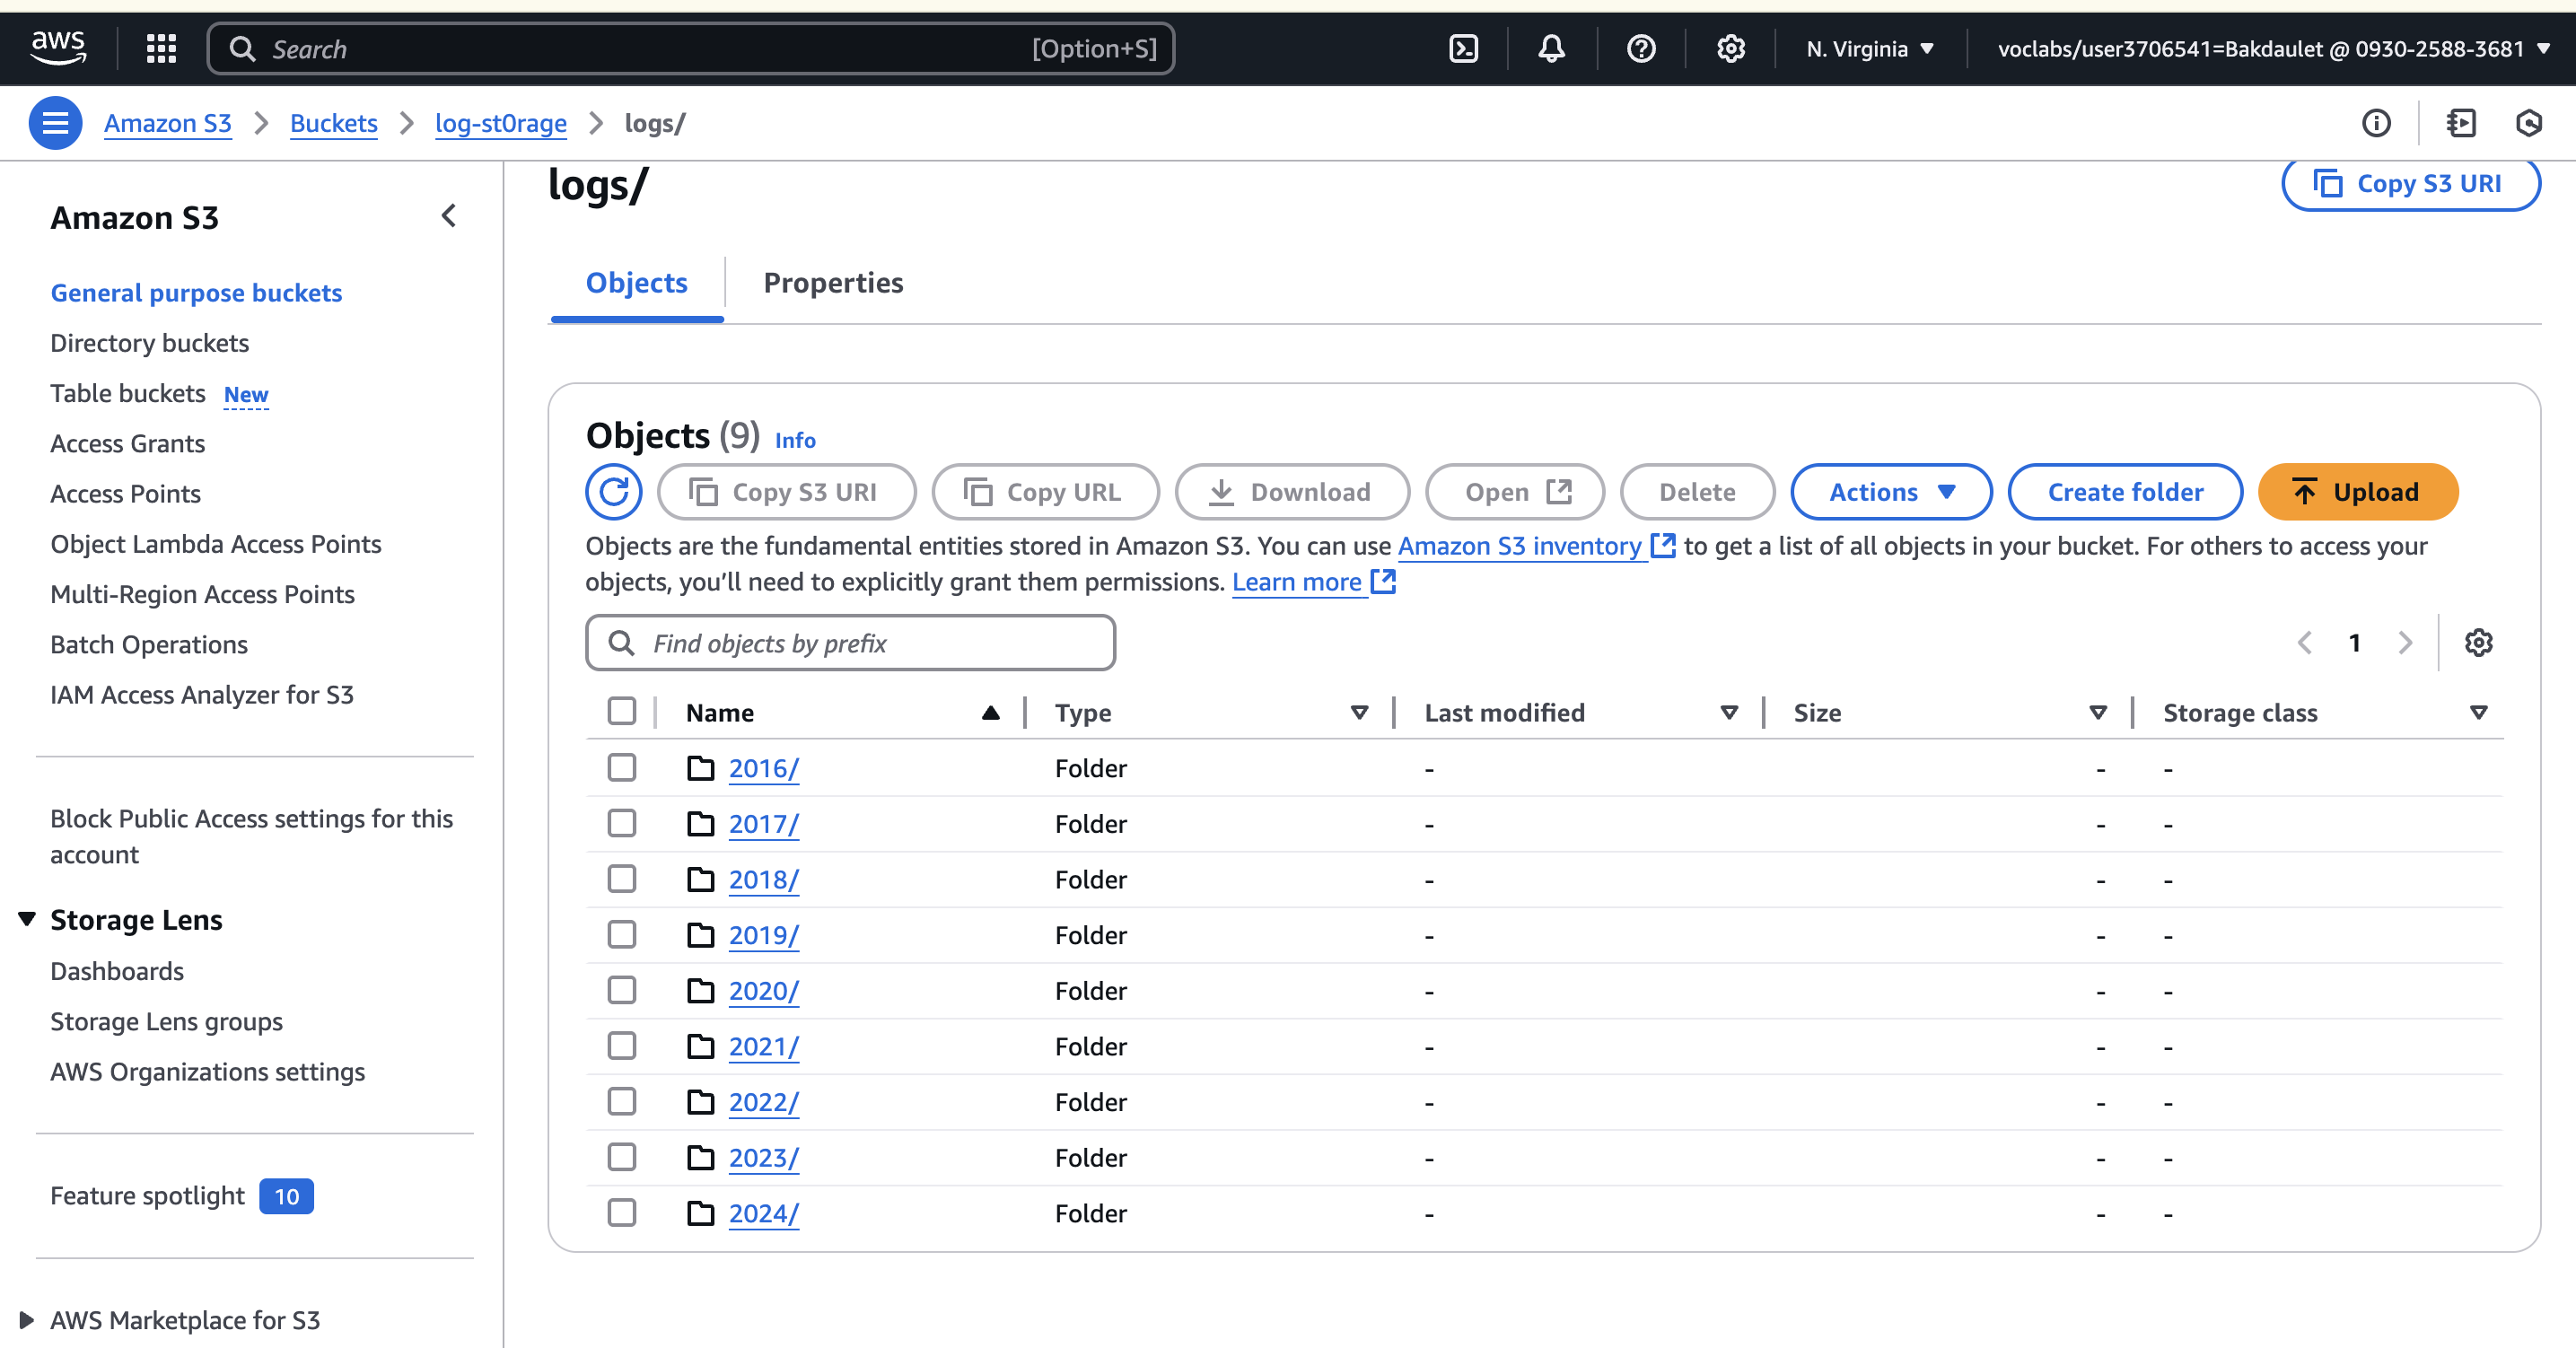 aws
Search [Option+S]
N. Virginia
voclabs/user3706541=Bakdaulet @ 0930-2588-3681
Amazon S3
Buckets
log-st0rage
logs/
Amazon S3
General purpose buckets
Directory buckets
Table buckets New
Access Grants
Access Points
Object Lambda Access Points
Multi-Region Access Points
Batch Operations
IAM Access Analyzer for S3
Block Public Access settings for this
account
Storage Lens
Dashboards
Storage Lens groups
AWS Organizations settings
Feature spotlight 10
AWS Marketplace for S3
logs/
Copy S3 URI
Objects Properties
Objects (9) Info
Copy S3 URI Copy URL Download Open Delete Actions Create folder Upload
Objects are the fundamental entities stored in Amazon S3. You can use Amazon S3 inventory to get a list of all objects in your bucket. For others to access your
objects, you’ll need to explicitly grant them permissions. Learn more
Find objects by prefix
1
Name Type Last modified Size Storage class
2016/ Folder - - -
2017/ Folder - - -
2018/ Folder - - -
2019/ Folder - - -
2020/ Folder - - -
2021/ Folder - - -
2022/ Folder - - -
2023/ Folder - - -
2024/ Folder - - -